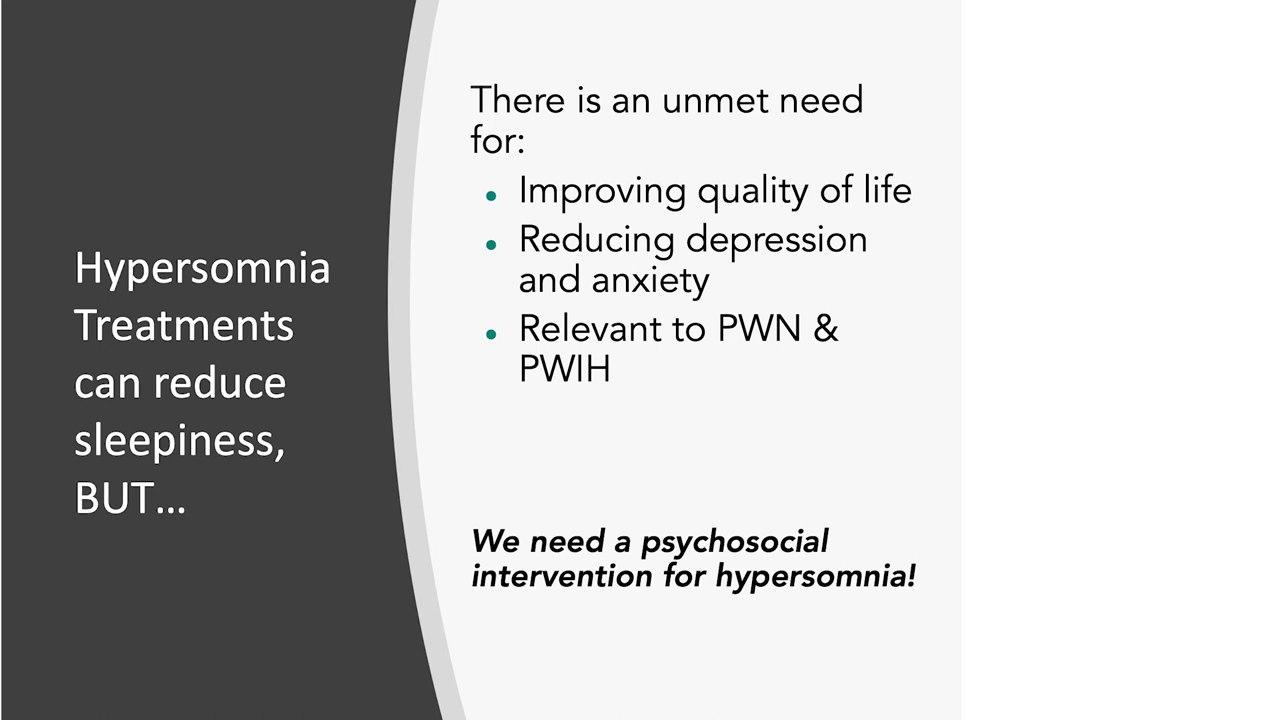 Hypersomnia
Treatments
can reduce
sleepiness,
BUT...
There is an unmet need
for:
• Improving quality of life
• Reducing depression
and anxiety
• Relevant to PWN &
PWIH
We need a psychosocial
intervention for hypersomnia!